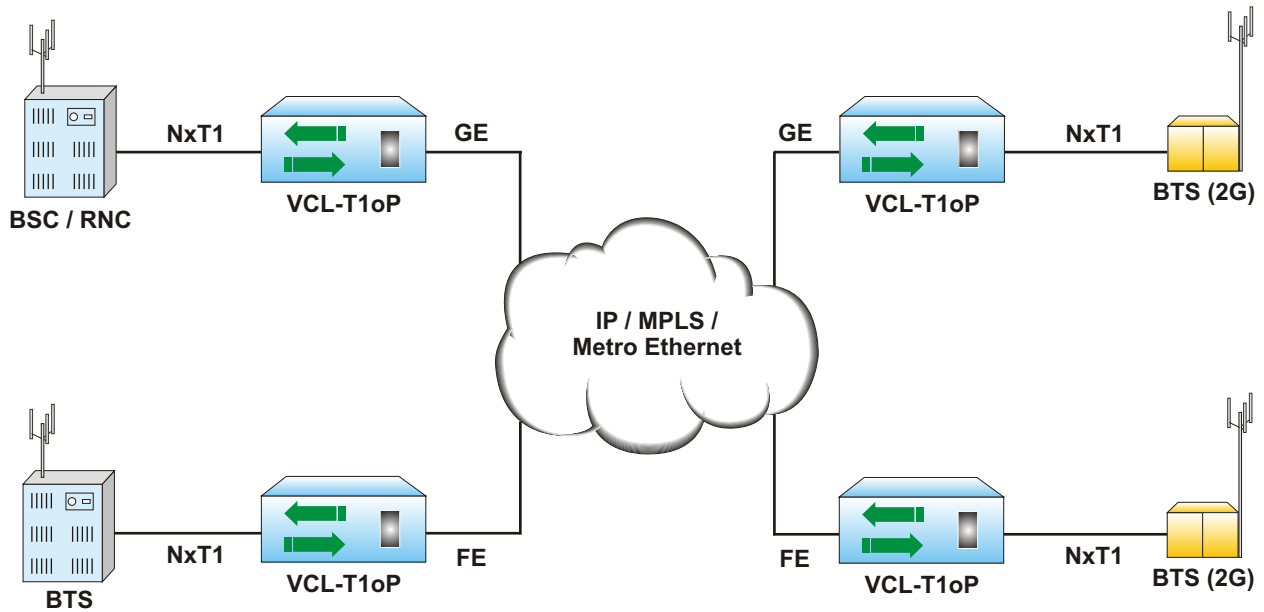 NxT1
GE
GE
NxT1
VCL-T1oP
VCL-T1oP
BTS (2G)
BSC / RNC
IP / MPLS /
Metro Ethernet
NxT1
FE
FE
NxT1
VCL-T1oP
VCL-T1oP
BTS (2G)
BTS